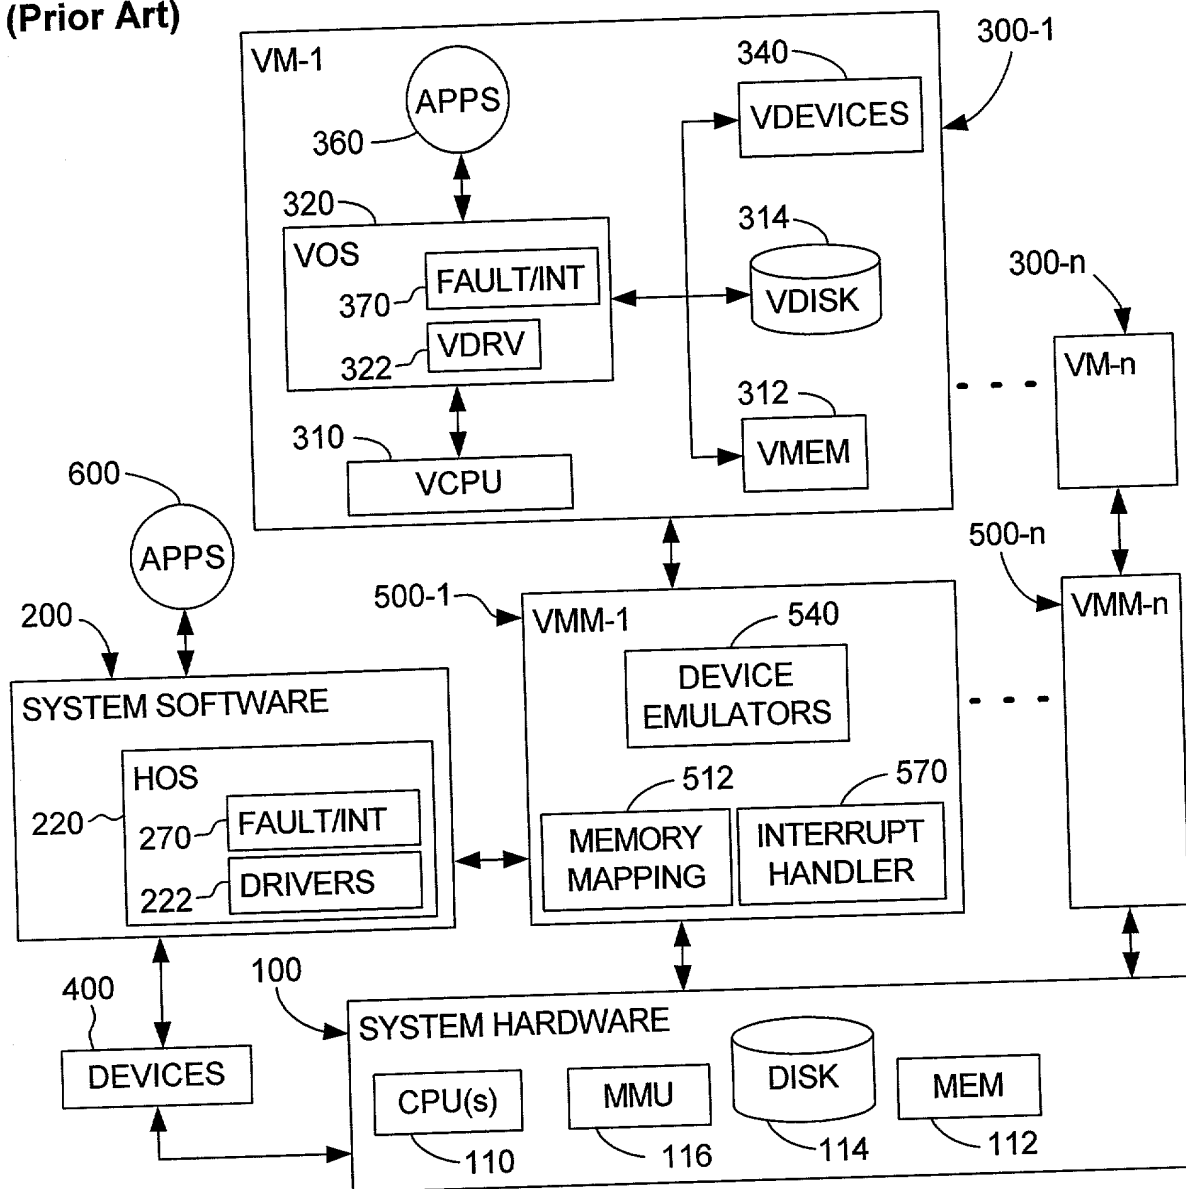 (Prior Art)
VM-1
APPS
360
340
VDEVICES
300-1
320
VOS
FAULT/INT
370
VDRV
322
314
VDISK
300-n
VM-n
310
VCPU
312
VMEM
600
APPS
500-1
500-n
VMM-1
VMM-n
540
DEVICE
EMULATORS
200
SYSTEM SOFTWARE
HOS
220
FAULT/INT
270
DRIVERS
222
512
MEMORY
MAPPING
570
INTERRUPT
HANDLER
400
DEVICES
100
SYSTEM HARDWARE
CPU(s)
110
MMU
116
DISK
114
MEM
112